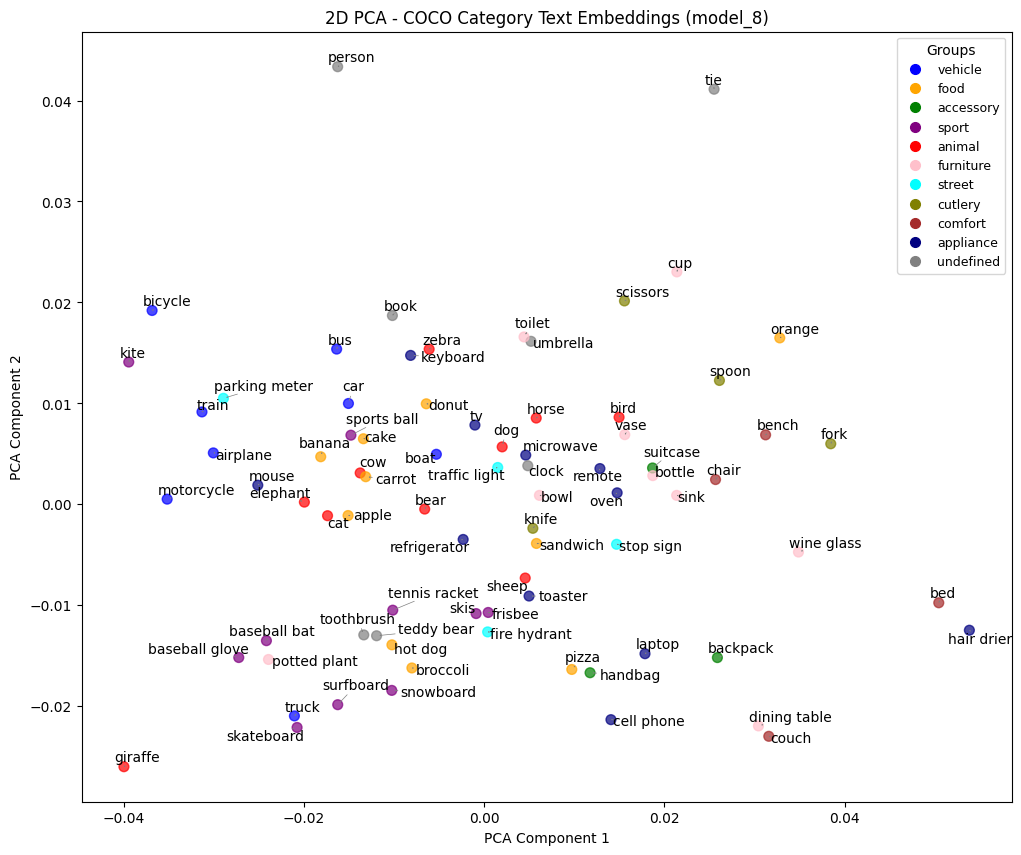 2D PCA - COCO Category Text Embeddings (model_8)
person
tie
Groups
vehicle
food
accessory
sport
animal
furniture
street
cutlery
comfort
appliance
undefined
cup
scissors
bicycle
book
toilet
umbrella
orange
bus
zebra
keyboard
kite
spoon
parking meter
car
train
donut
sports ball
tv
horse
bird
vase
bench
fork
cake
banana
dog
airplane
boat
microwave
suitcase
cow
carrot
traffic light
clock
remote
bottle
chair
mouse
motorcycle
elephant
bowl
oven
sink
bear
cat
apple
knife
refrigerator
sandwich
stop sign
wine glass
sheep
toaster
bed
tennis racket
skis
frisbee
toothbrush
teddy bear
fire hydrant
hair drier
baseball bat
baseball glove
potted plant
hot dog
broccoli
pizza
handbag
laptop
backpack
surfboard
snowboard
truck
skateboard
cell phone
dining table
couch
giraffe
0.04
0.03
0.02
0.01
0.00
−0.01
−0.02
PCA Component 2
−0.04
−0.02
0.00
0.02
0.04
PCA Component 1